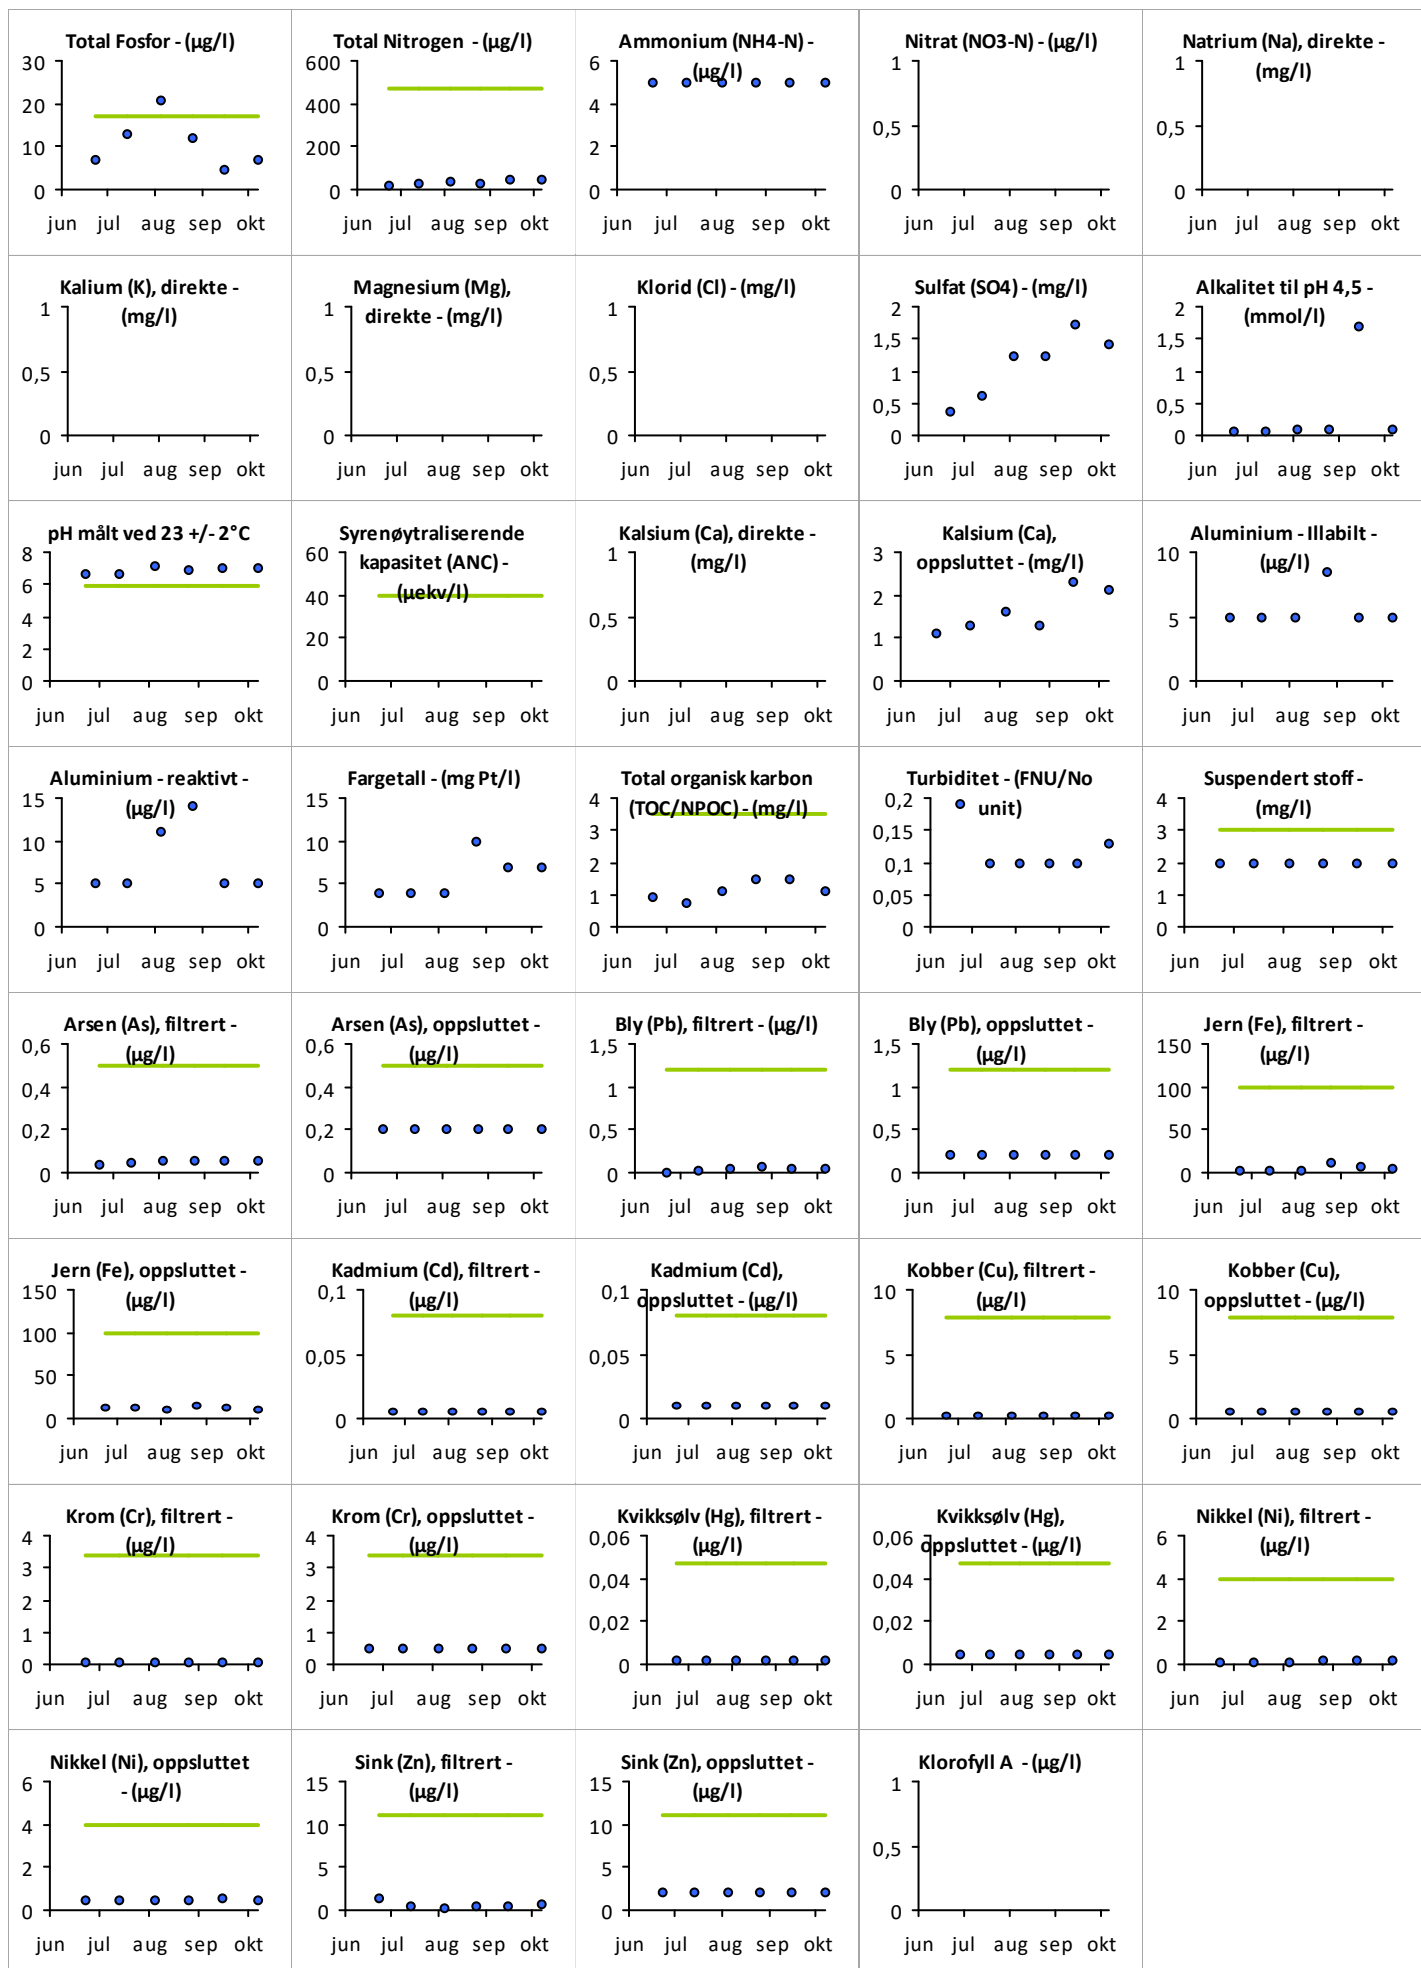 Total Fosfor - (µg/l)
30
20
10
0
jun jul aug sep okt
Total Nitrogen - (µg/l)
600
400
200
0
jun jul aug sep okt
Ammonium (NH4-N) -
(µg/l)
6
4
2
0
jun jul aug sep okt
Nitrat (NO3-N) - (µg/l)
1
0,5
0
jun jul aug sep okt
Natrium (Na), direkte -
(mg/l)
1
0,5
0
jun jul aug sep okt
Kalium (K), direkte -
(mg/l)
1
0,5
0
jun jul aug sep okt
Magnesium (Mg),
direkte - (mg/l)
1
0,5
0
jun jul aug sep okt
Klorid (Cl) - (mg/l)
1
0,5
0
jun jul aug sep okt
Sulfat (SO4) - (mg/l)
2
1,5
1
0,5
0
jun jul aug sep okt
Alkalitet til pH 4,5 -
(mmol/l)
2
1,5
1
0,5
0
jun jul aug sep okt
pH målt ved 23 +/- 2°C
8
6
4
2
0
jun jul aug sep okt
Syrenøytraliserende
kapasitet (ANC) -
(µekv/l)
60
40
20
0
jun jul aug sep okt
Kalsium (Ca), direkte -
(mg/l)
1
0,5
0
jun jul aug sep okt
Kalsium (Ca),
oppsluttet - (mg/l)
3
2
1
0
jun jul aug sep okt
Aluminium - Illabilt -
(µg/l)
10
5
0
jun jul aug sep okt
Aluminium - reaktivt -
(µg/l)
15
10
5
0
jun jul aug sep okt
Fargetall - (mg Pt/l)
15
10
5
0
jun jul aug sep okt
Total organisk karbon
(TOC/NPOC) - (mg/l)
4
3
2
1
0
jun jul aug sep okt
Turbiditet - (FNU/No
unit)
0,2
0,15
0,1
0,05
0
jun jul aug sep okt
Suspendert stoff -
(mg/l)
4
3
2
1
0
jun jul aug sep okt
Arsen (As), filtrert -
(µg/l)
0,6
0,4
0,2
0
jun jul aug sep okt
Arsen (As), oppsluttet -
(µg/l)
0,6
0,4
0,2
0
jun jul aug sep okt
Bly (Pb), filtrert - (µg/l)
1,5
1
0,5
0
jun jul aug sep okt
Bly (Pb), oppsluttet -
(µg/l)
1,5
1
0,5
0
jun jul aug sep okt
Jern (Fe), filtrert -
(µg/l)
150
100
50
0
jun jul aug sep okt
Jern (Fe), oppsluttet -
(µg/l)
150
100
50
0
jun jul aug sep okt
Kadmium (Cd), filtrert -
(µg/l)
0,1
0,05
0
jun jul aug sep okt
Kadmium (Cd),
oppsluttet - (µg/l)
0,1
0,05
0
jun jul aug sep okt
Kobber (Cu), filtrert -
(µg/l)
10
5
0
jun jul aug sep okt
Kobber (Cu),
oppsluttet - (µg/l)
10
5
0
jun jul aug sep okt
Krom (Cr), filtrert -
(µg/l)
4
3
2
1
0
jun jul aug sep okt
Krom (Cr), oppsluttet -
(µg/l)
4
3
2
1
0
jun jul aug sep okt
Kvikksølv (Hg), filtrert -
(µg/l)
0,06
0,04
0,02
0
jun jul aug sep okt
Kvikksølv (Hg),
oppsluttet - (µg/l)
0,06
0,04
0,02
0
jun jul aug sep okt
Nikkel (Ni), filtrert -
(µg/l)
6
4
2
0
jun jul aug sep okt
Nikkel (Ni), oppsluttet
- (µg/l)
6
4
2
0
jun jul aug sep okt
Sink (Zn), filtrert -
(µg/l)
15
10
5
0
jun jul aug sep okt
Sink (Zn), oppsluttet -
(µg/l)
15
10
5
0
jun jul aug sep okt
Klorofyll A - (µg/l)
1
0,5
0
jun jul aug sep okt